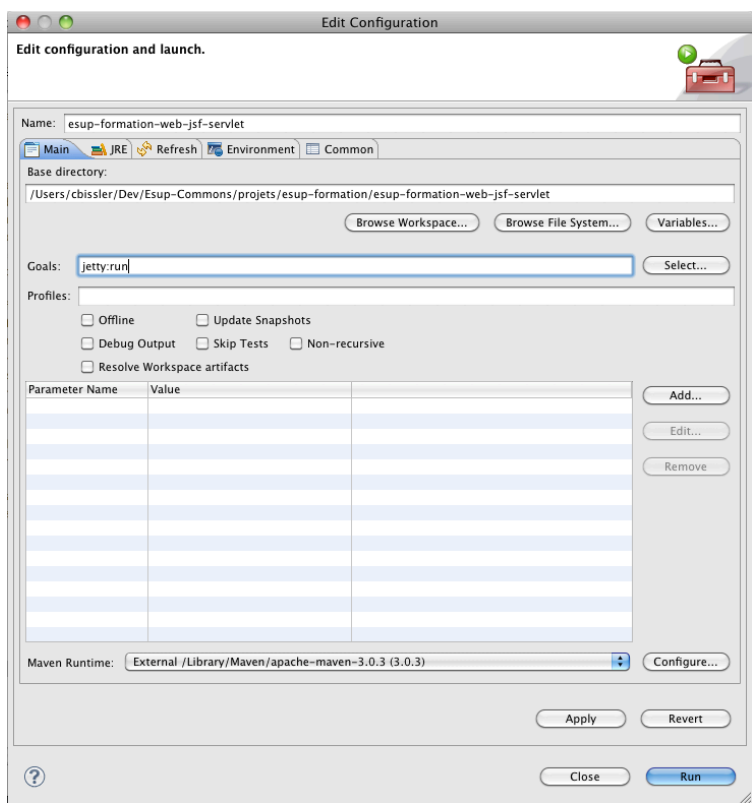 Edit Configuration
Edit configuration and launch.
Name: esup-formation-web-jsf-servlet
Main JRE Refresh Environment Common
Base directory:
/Users/cbissler/Dev/Esup-Commons/projets/esup-formation/esup-formation-web-jsf-servlet
Browse Workspace... Browse File System... Variables...
Goals: jetty:run Select...
Profiles:
Offline Update Snapshots
Debug Output Skip Tests Non-recursive
Resolve Workspace artifacts
Parameter Name Value
Add...
Edit...
Remove
Maven Runtime: External /Library/Maven/apache-maven-3.0.3 (3.0.3) Configure...
Apply Revert
? Close Run